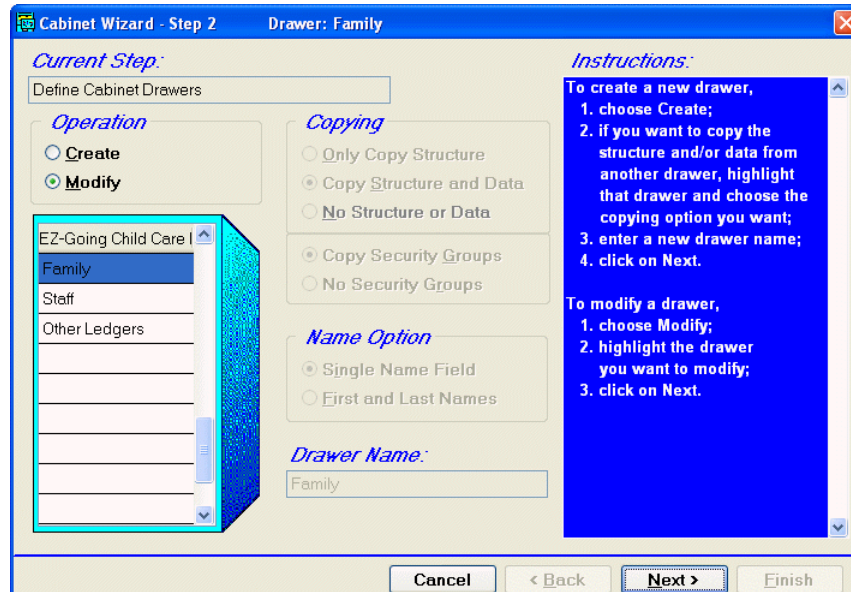 Cabinet Wizard - Step 2 Drawer: Family
Current Step:
Define Cabinet Drawers
Operation
Create
Modify
EZ-Going Child Care
Family
Staff
Other Ledgers
Copying
Only Copy Structure
Copy Structure and Data
No Structure or Data
Copy Security Groups
No Security Groups
Name Option
Single Name Field
First and Last Names
Drawer Name:
Family
Instructions:
To create a new drawer,
1. choose Create;
2. if you want to copy the
structure and/or data from
another drawer, highlight
that drawer and choose the
copying option you want;
3. enter a new drawer name;
4. click on Next.
To modify a drawer,
1. choose Modify;
2. highlight the drawer
you want to modify;
3. click on Next.
Cancel
< Back
Next >
Finish